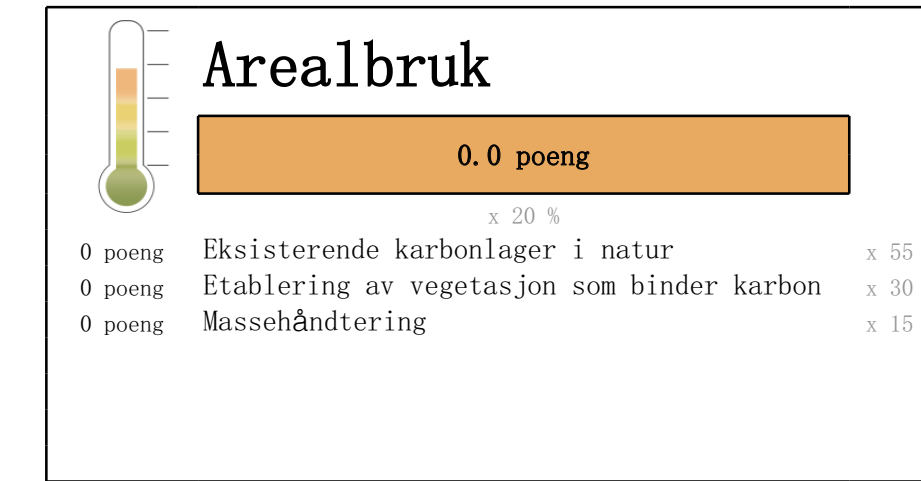 Arealbruk
0.0 poeng
x 20 %
0 poeng Eksisterende karbonlager i natur x 55
0 poeng Etablering av vegetasjon som binder karbon x 30
0 poeng Massehåndtering x 15